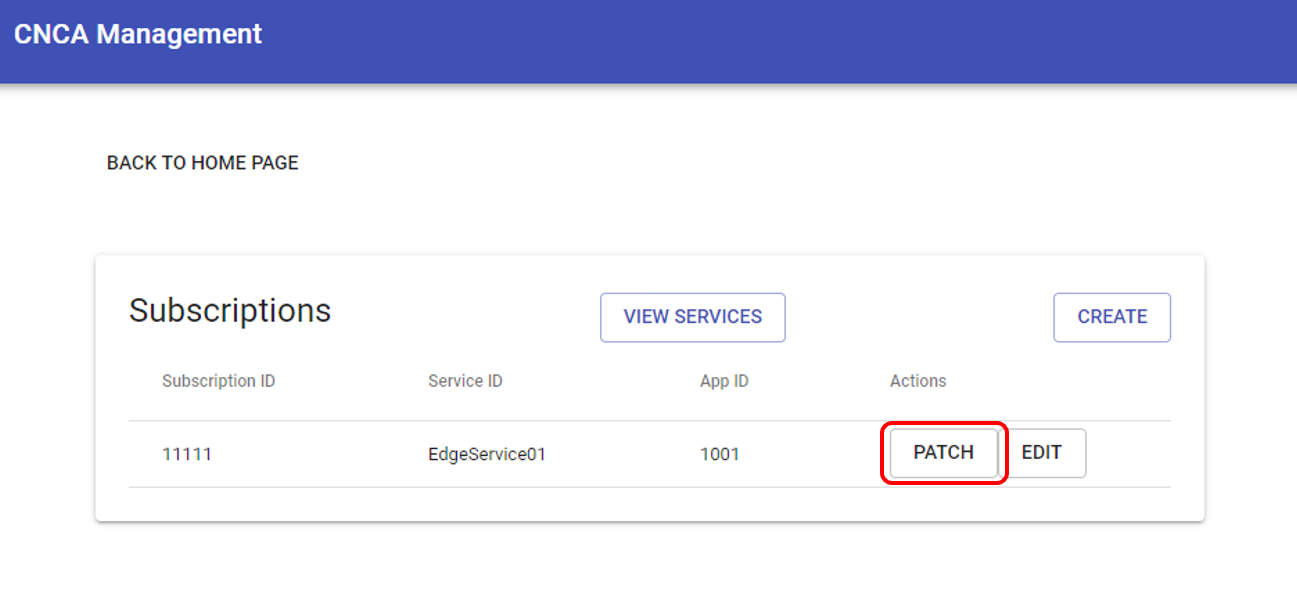 CNCA Management
BACK TO HOME PAGE
Subscriptions VIEW SERVICES CREATE
Subscription ID Service ID App ID Actions
11111 EdgeService01 1001 PATCH EDIT